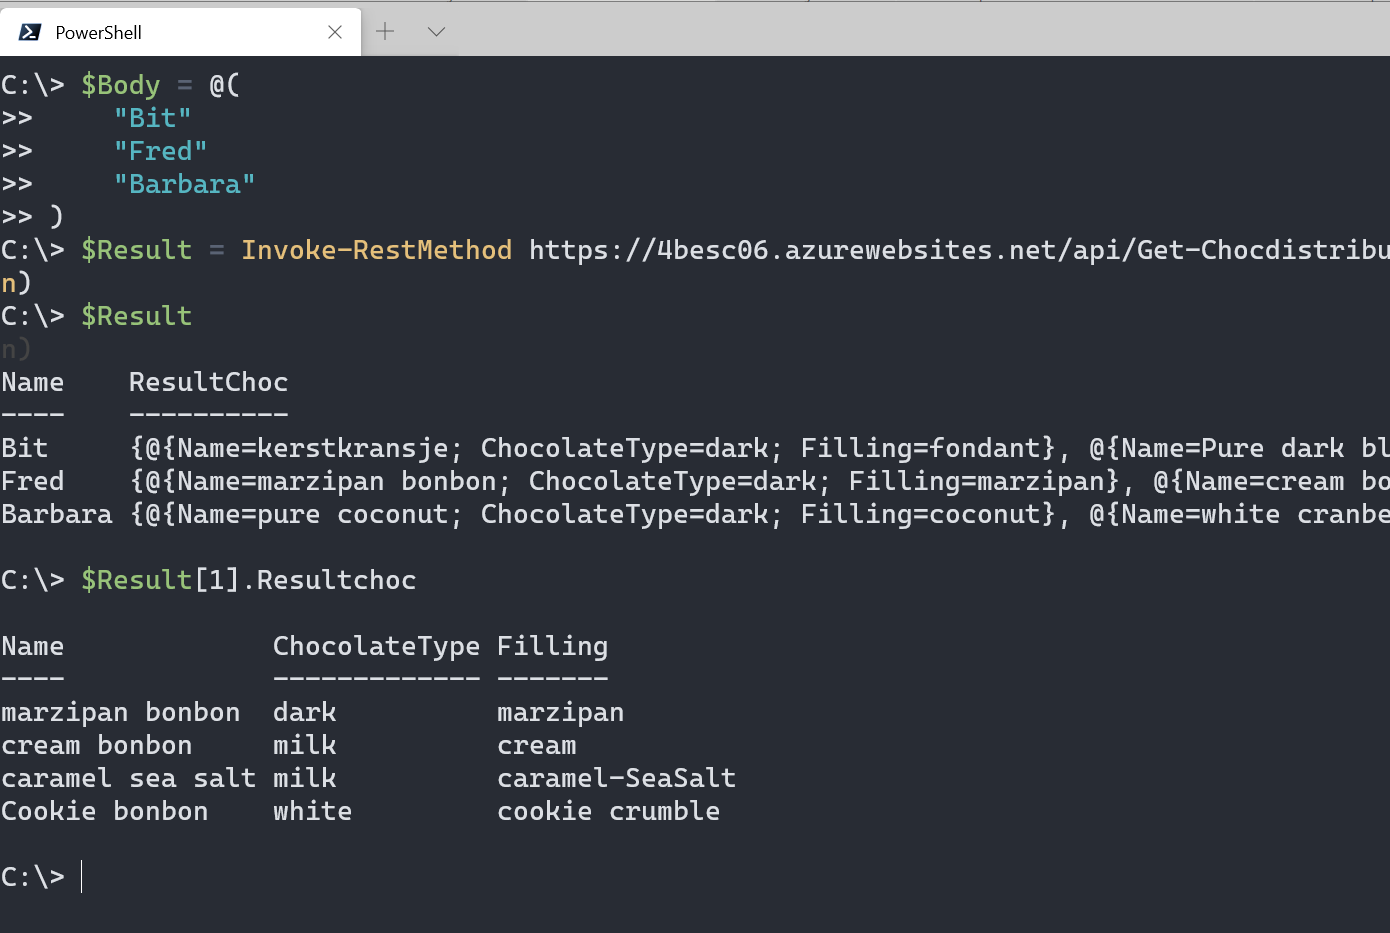 PowerShell
C:\> $Body = @(
>>     "Bit"
>>     "Fred"
>>     "Barbara"
>> )
C:\> $Result = Invoke-RestMethod https://4besc06.azurewebsites.net/api/Get-Chocdistribu
n)
C:\> $Result
n)
Name    ResultChoc
----    ----------
Bit     {@{Name=kerstkransje; ChocolateType=dark; Filling=fondant}, @{Name=Pure dark bl
Fred    {@{Name=marzipan bonbon; ChocolateType=dark; Filling=marzipan}, @{Name=cream bo
Barbara {@{Name=pure coconut; ChocolateType=dark; Filling=coconut}, @{Name=white cranbe
C:\> $Result[1].Resultchoc
Name             ChocolateType Filling
----             ------------- -------
marzipan bonbon  dark          marzipan
cream bonbon     milk          cream
caramel sea salt milk          caramel-SeaSalt
Cookie bonbon    white         cookie crumble
C:\>